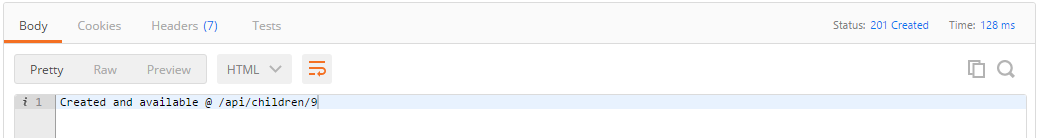 Body Cookies Headers (7) Tests Status: 201 Created Time: 128 ms
Pretty Raw Preview HTML
i 1 Created and available @ /api/children/9